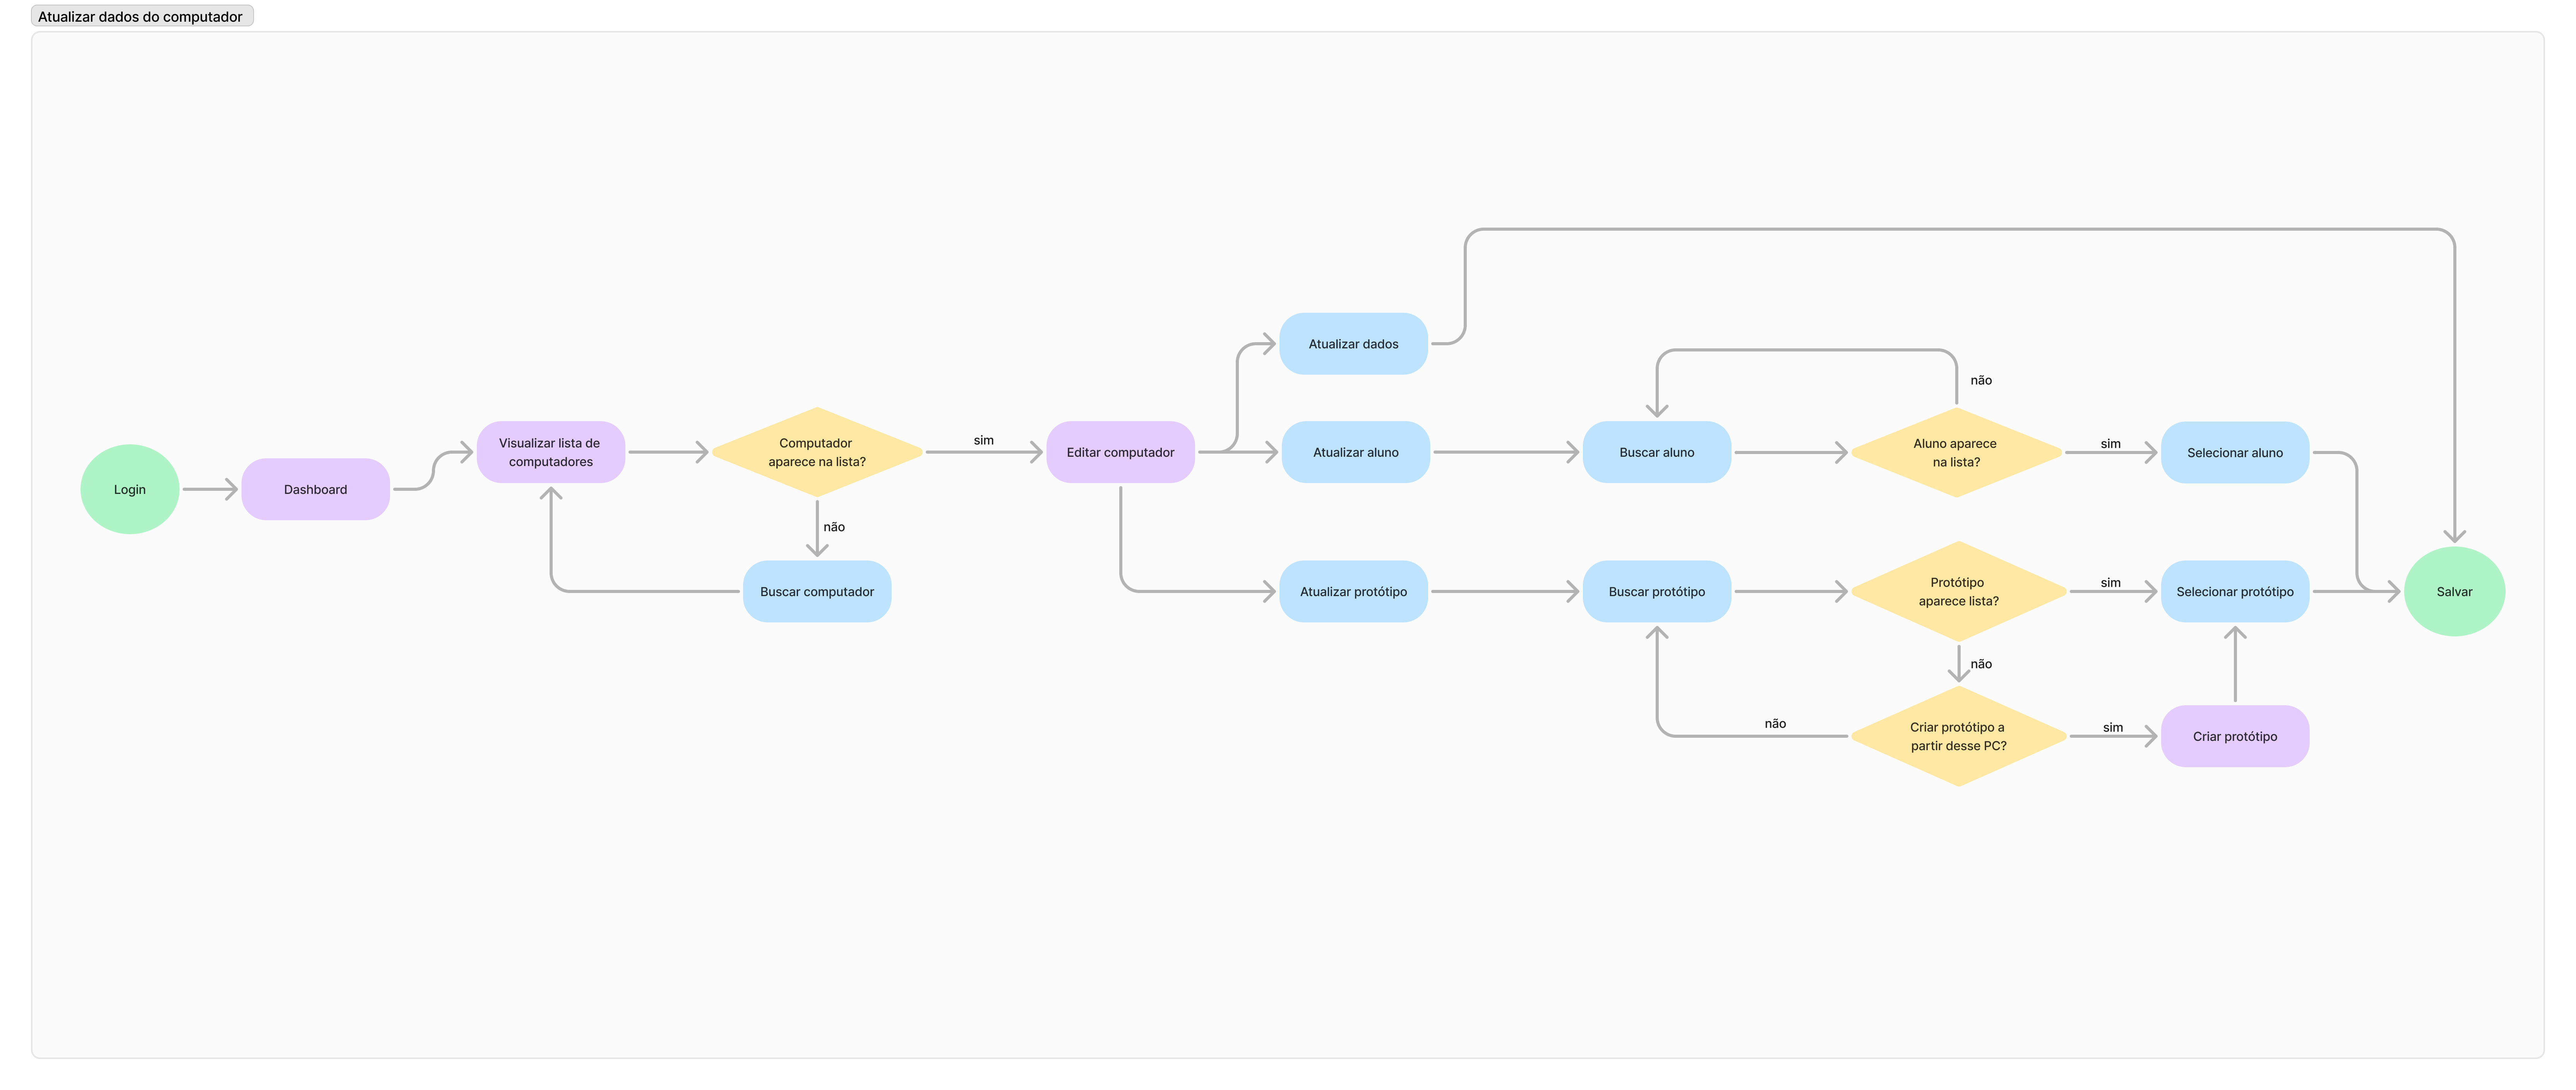 Atualizar dados do computador
Login
Dashboard
Visualizar lista de
computadores
Computador
aparece na lista?
sim
não
Buscar computador
Editar computador
Atualizar dados
Atualizar aluno
Buscar aluno
Aluno aparece
na lista?
não
sim
Selecionar aluno
Atualizar protótipo
Buscar protótipo
Protótipo
aparece lista?
sim
Selecionar protótipo
Salvar
não
Criar protótipo a
partir desse PC?
não
sim
Criar protótipo